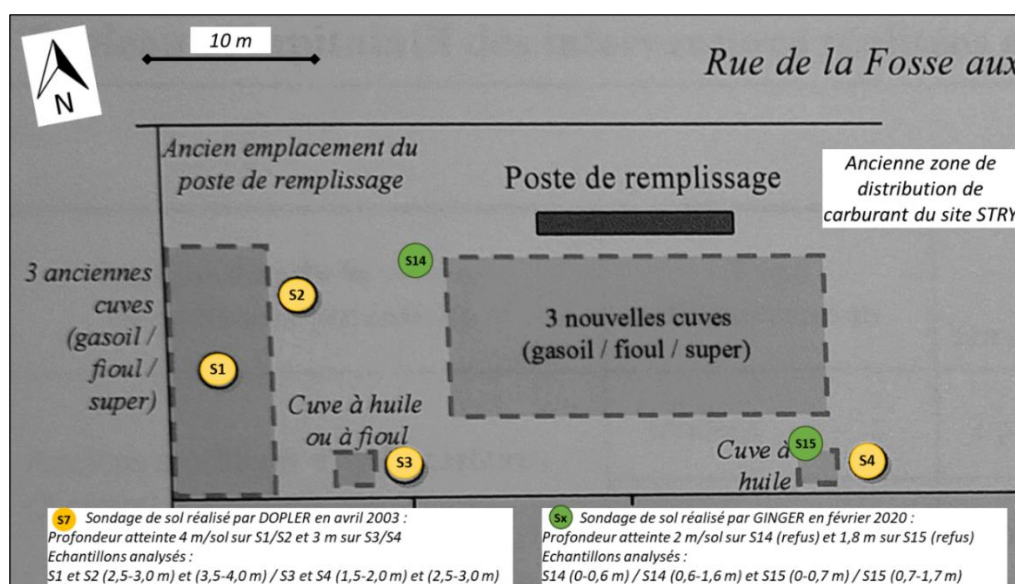 10 m
Rue de la Fosse aux
N
Ancien emplacement du
poste de remplissage
Poste de remplissage
Ancienne zone de
distribution de
carburant du site STRY
S14
3 anciennes
cuves
(gasoil /
fioul /
super)
S2
S1
3 nouvelles cuves
(gasoil / fioul / super)
Cuve à huile
ou à fioul
S3
S15
Cuve à
huile
S4
S7 Sondage de sol réalisé par DOPLER en avril 2003 :
Profondeur atteinte 4 m/sol sur S1/S2 et 3 m sur S3/S4
Echantillons analysés :
S1 et S2 (2,5-3,0 m) et (3,5-4,0 m) / S3 et S4 (1,5-2,0 m) et (2,5-3,0 m)
Sx Sondage de sol réalisé par GINGER en février 2020 :
Profondeur atteinte 2 m/sol sur S14 (refus) et 1,8 m sur S15 (refus)
Echantillons analysés :
S14 (0-0,6 m) / S14 (0,6-1,6 m) et S15 (0-0,7 m) / S15 (0,7-1,7 m)